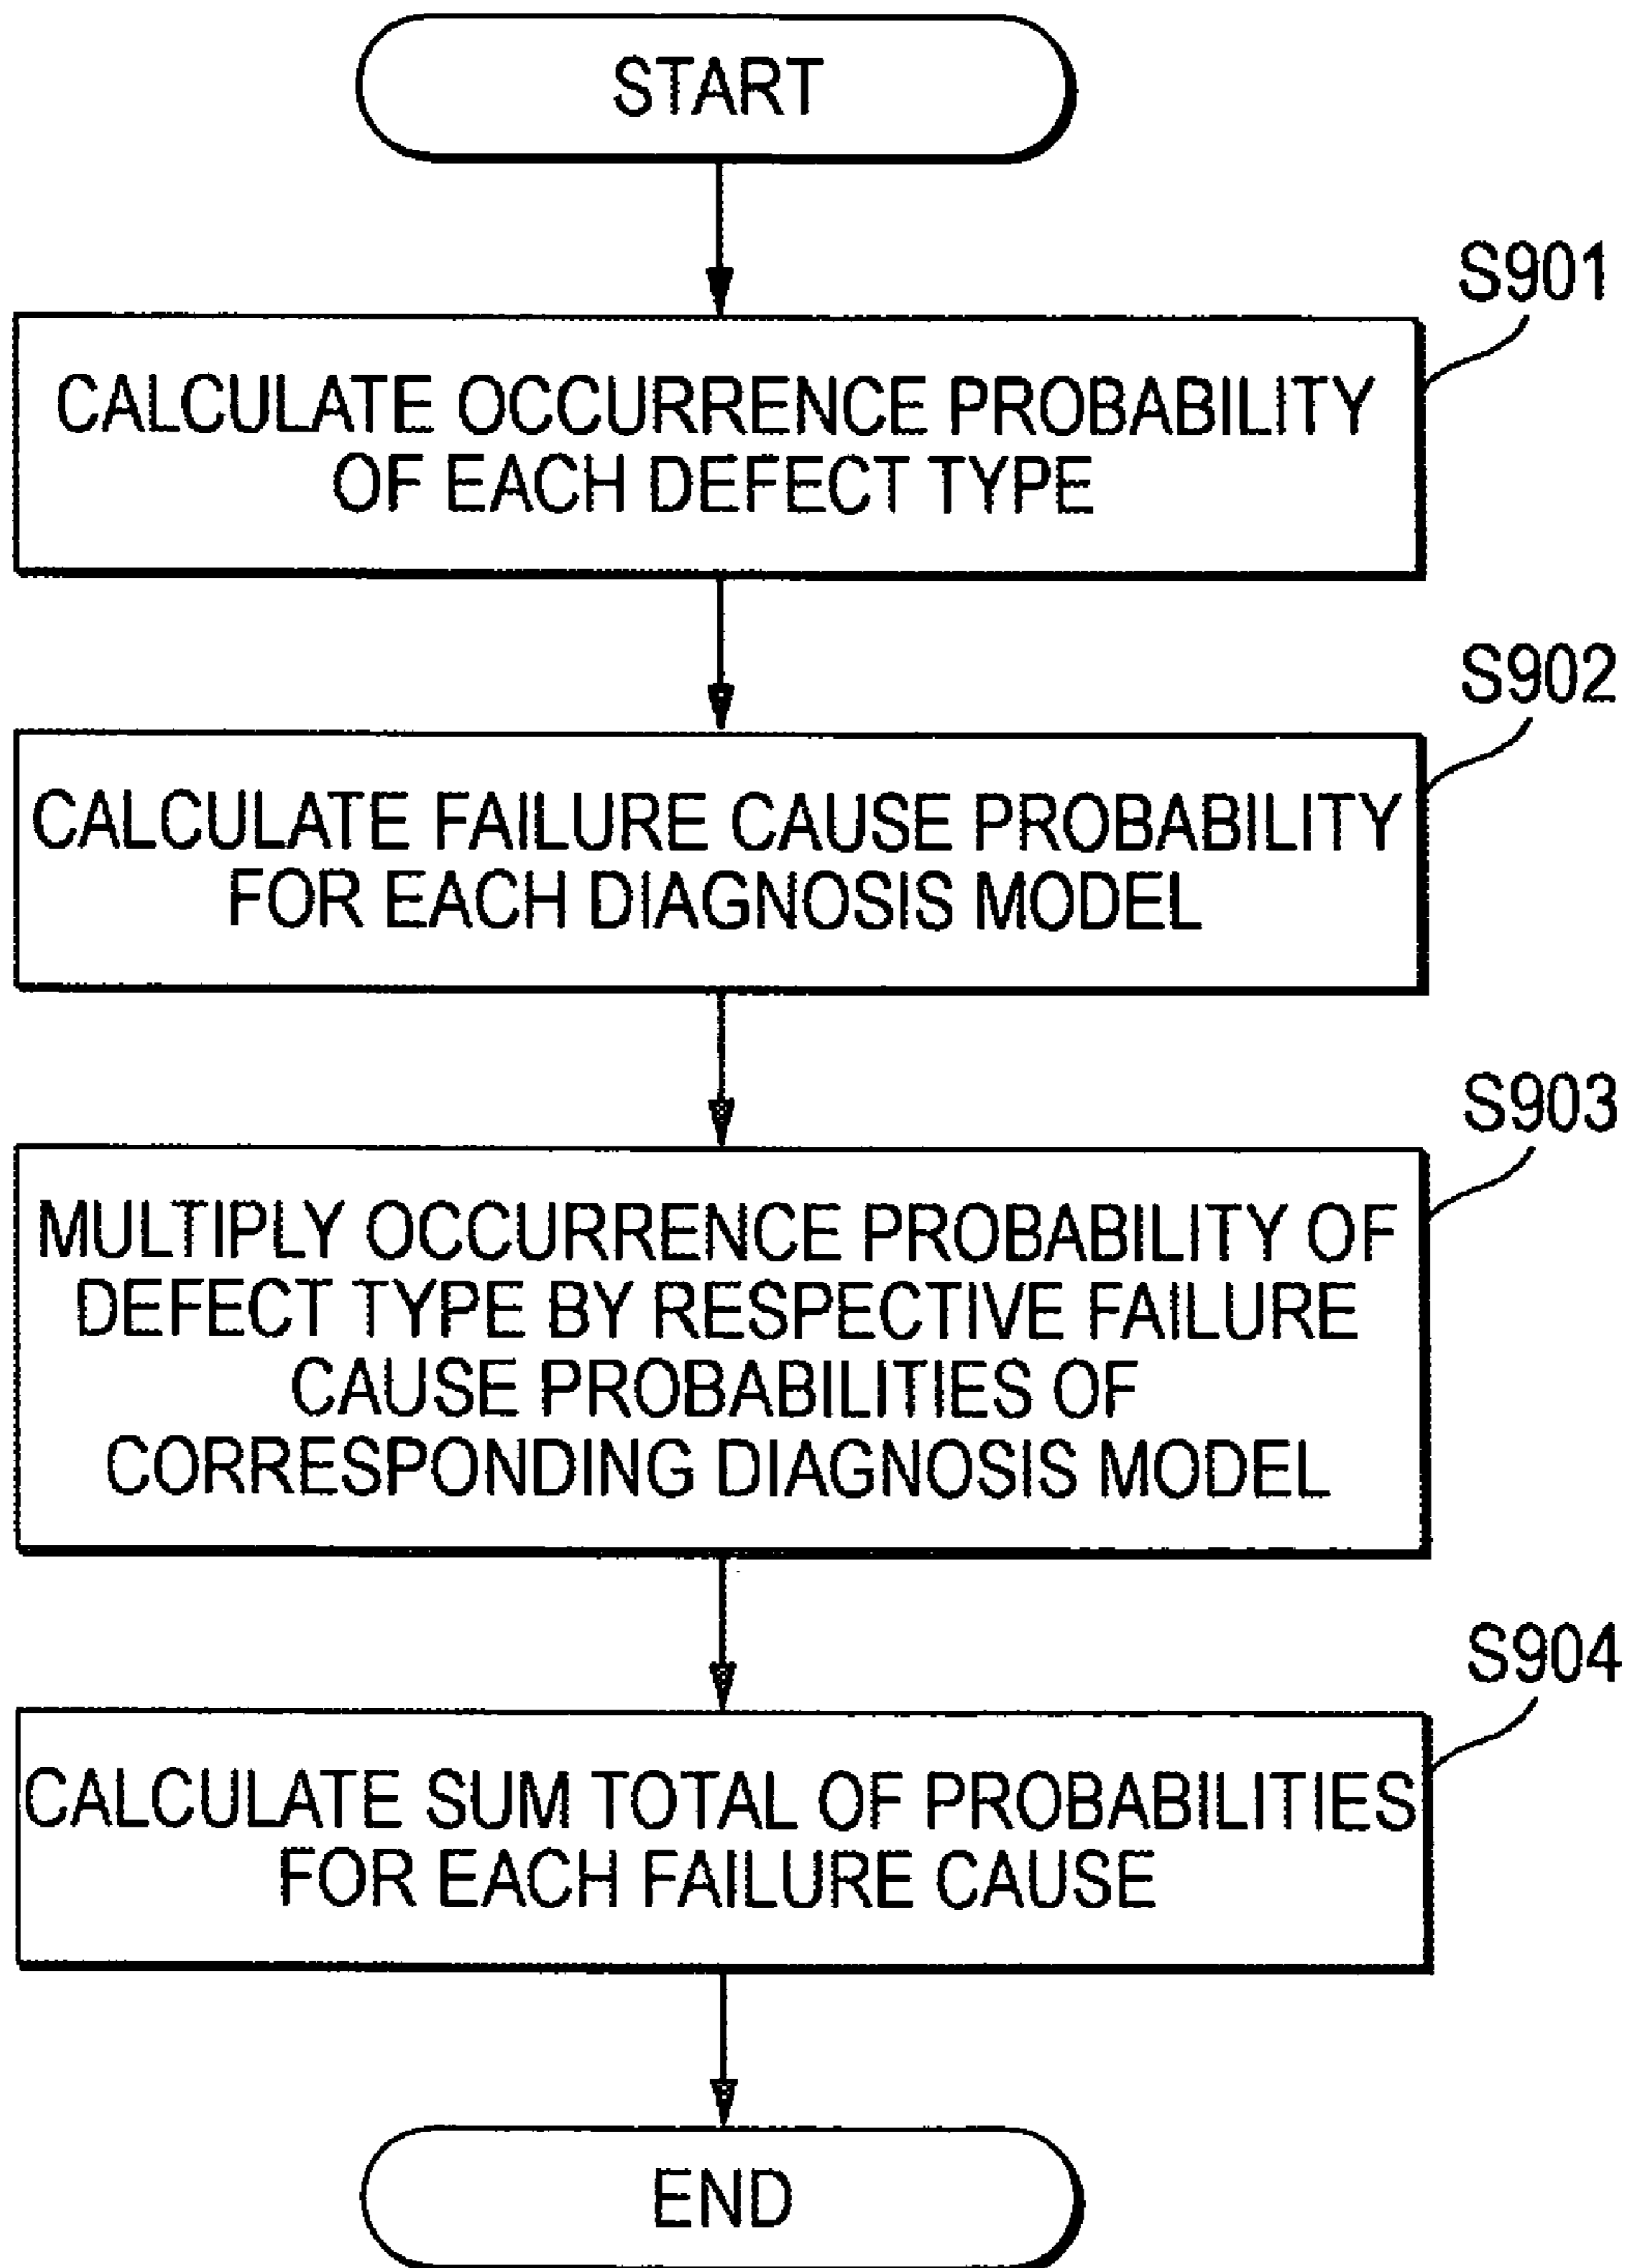 START
S901
CALCULATE OCCURRENCE PROBABILITY
OF EACH DEFECT TYPE
S902
CALCULATE FAILURE CAUSE PROBABILITY
FOR EACH DIAGNOSIS MODEL
S903
MULTIPLY OCCURRENCE PROBABILITY OF
DEFECT TYPE BY RESPECTIVE FAILURE
CAUSE PROBABILITIES OF
CORRESPONDING DIAGNOSIS MODEL
S904
CALCULATE SUM TOTAL OF PROBABILITIES
FOR EACH FAILURE CAUSE
END